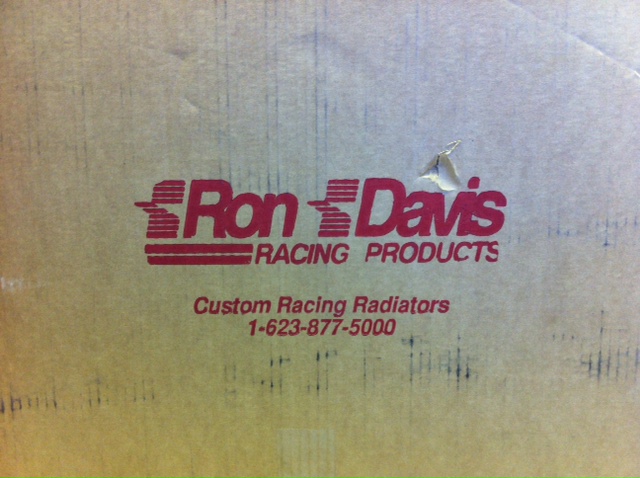 Ron Davis
RACING PRODUCTS
Custom Racing Radiators
1-623-877-5000